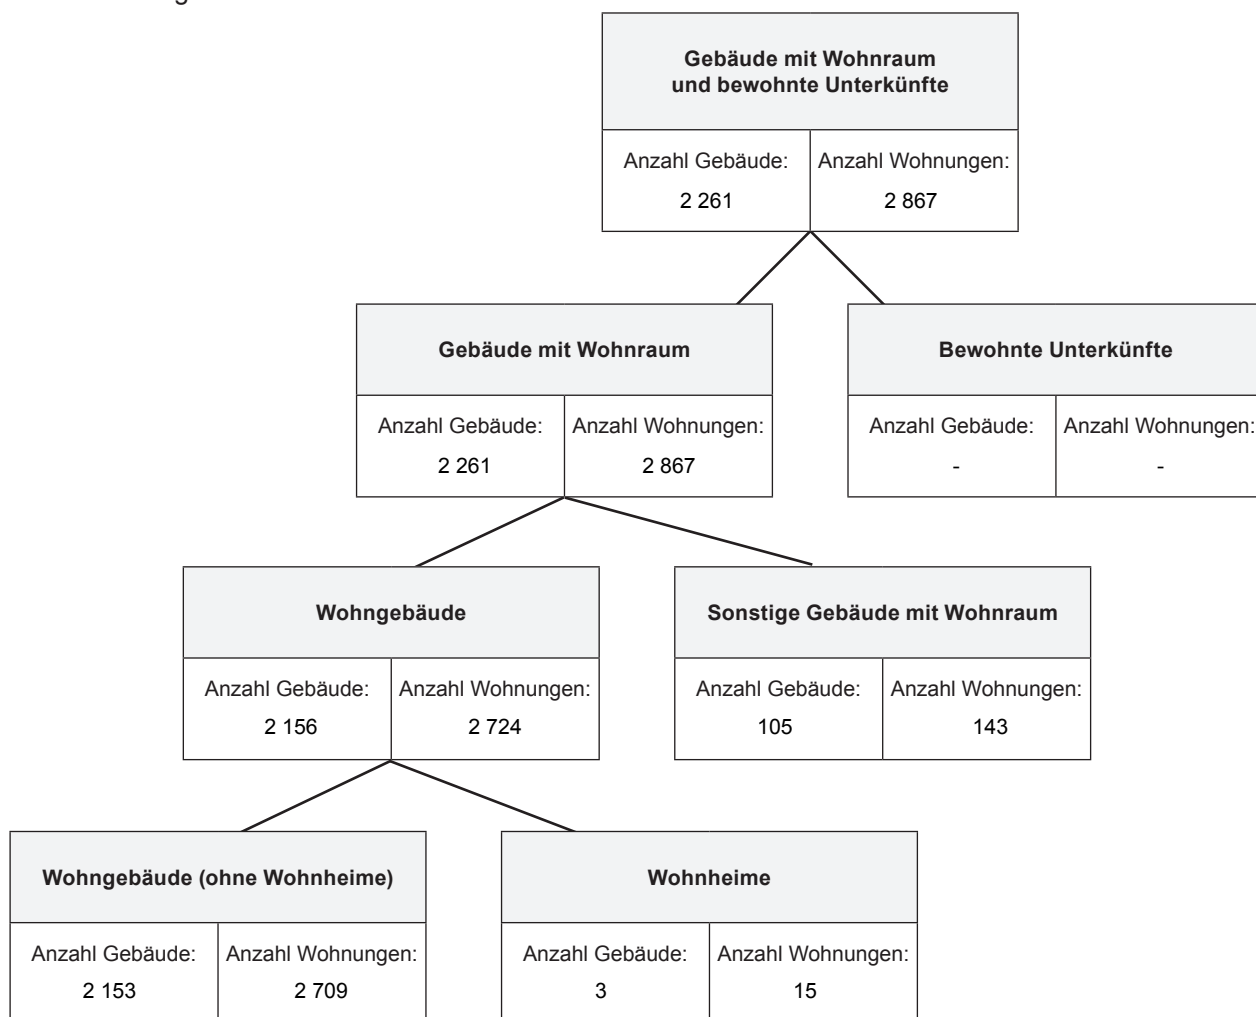 Gebäude mit Wohnraum
und bewohnte Unterkünfte
Anzahl Gebäude: Anzahl Wohnungen:
2 261 2 867
Gebäude mit Wohnraum Bewohnte Unterkünfte
Anzahl Gebäude: Anzahl Wohnungen: Anzahl Gebäude: Anzahl Wohnungen:
2 261 2 867 - -
Wohngebäude Sonstige Gebäude mit Wohnraum
Anzahl Gebäude: Anzahl Wohnungen: Anzahl Gebäude: Anzahl Wohnungen:
2 156 2 724 105 143
Wohngebäude (ohne Wohnheime) Wohnheime
Anzahl Gebäude: Anzahl Wohnungen: Anzahl Gebäude: Anzahl Wohnungen:
2 153 2 709 3 15